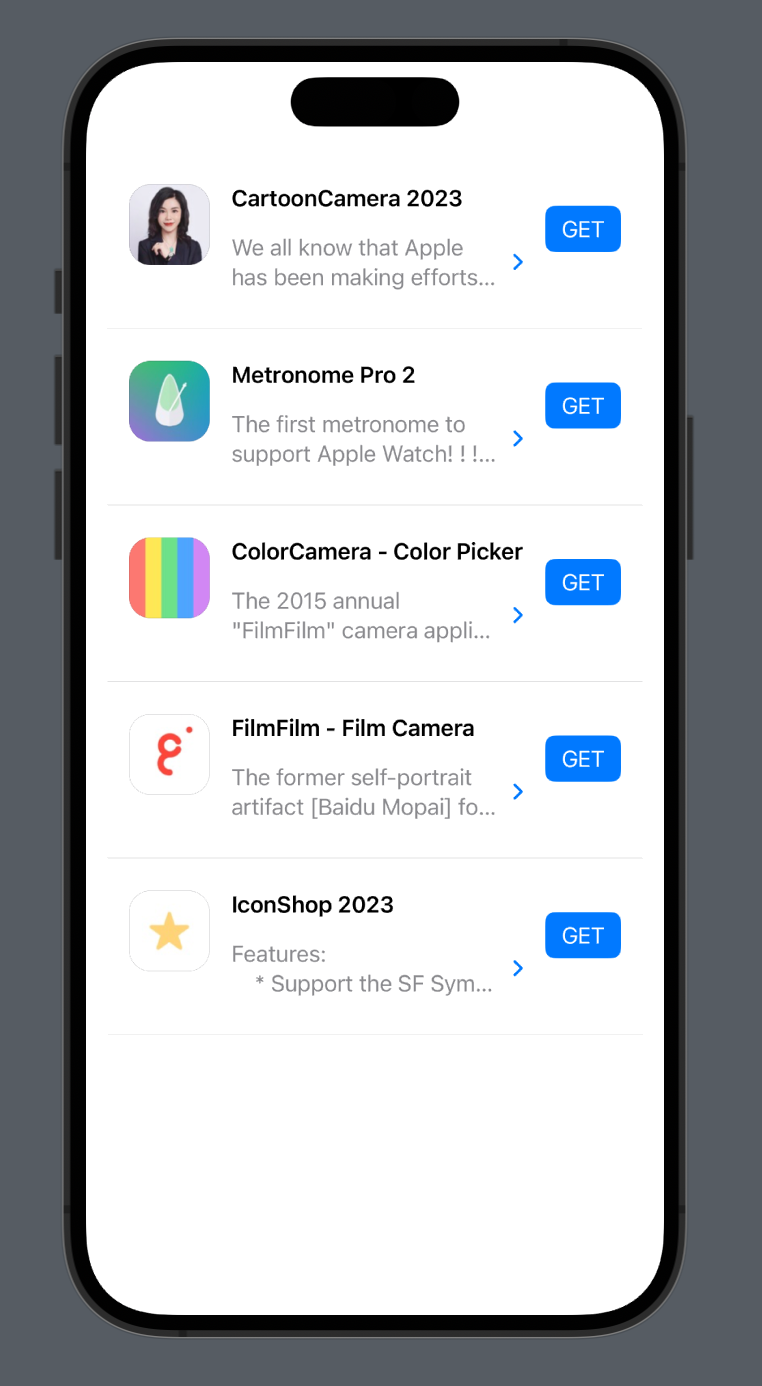 CartoonCamera 2023
GET
We all know that Apple
has been making efforts...
Metronome Pro 2
GET
The first metronome to
support Apple Watch! ! !...
ColorCamera - Color Picker
GET
The 2015 annual
"FilmFilm" camera appli...
FilmFilm - Film Camera
GET
The former self-portrait
artifact [Baidu Mopai] fo...
IconShop 2023
GET
Features:
* Support the SF Sym...